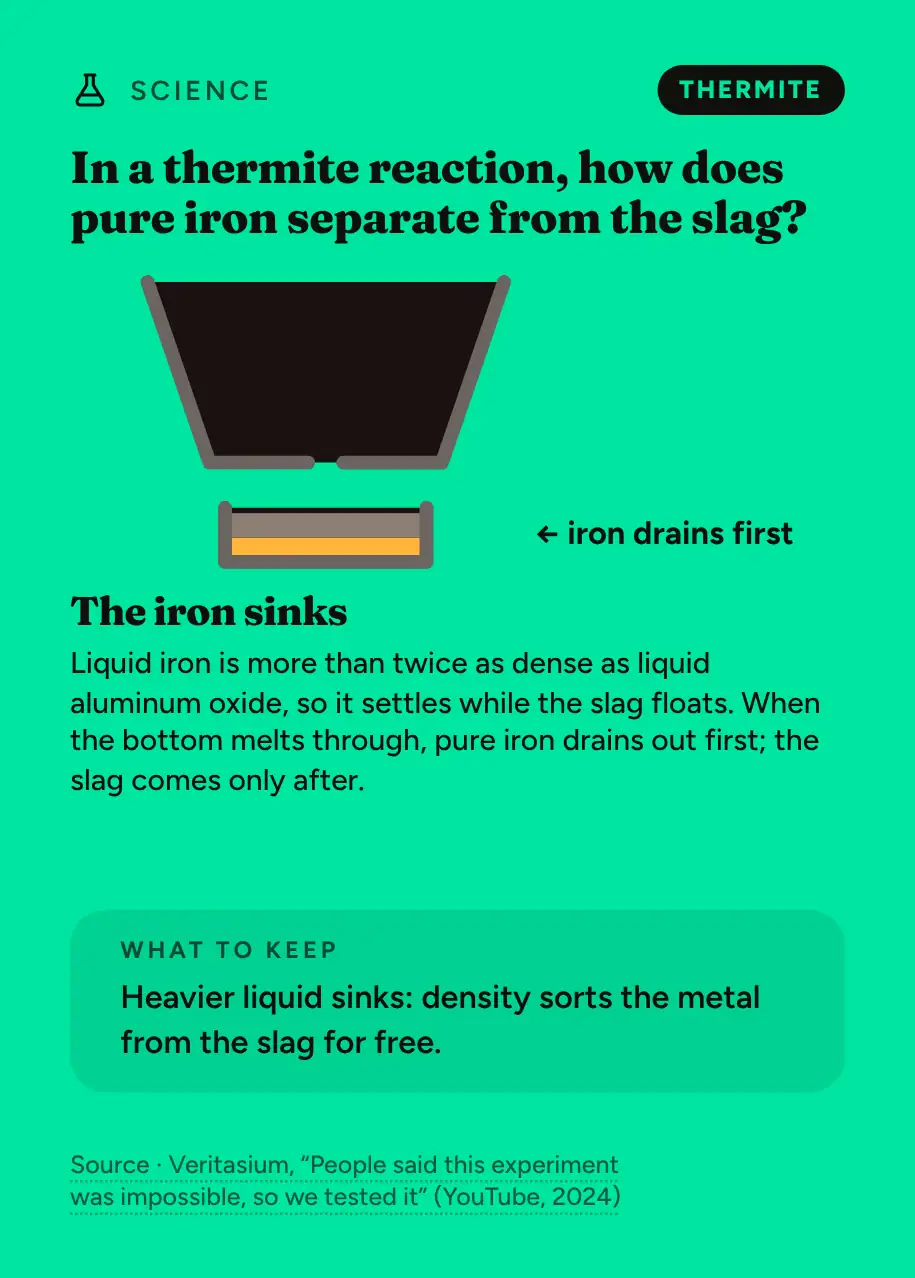 SCIENCE
THERMITE
In a thermite reaction, how does
pure iron separate from the slag?
← iron drains first
The iron sinks
Liquid iron is more than twice as dense as liquid
aluminum oxide, so it settles while the slag floats. When
the bottom melts through, pure iron drains out first; the
slag comes only after.
WHAT TO KEEP
Heavier liquid sinks: density sorts the metal
from the slag for free.
Source · Veritasium, “People said this experiment
was impossible, so we tested it” (YouTube, 2024)